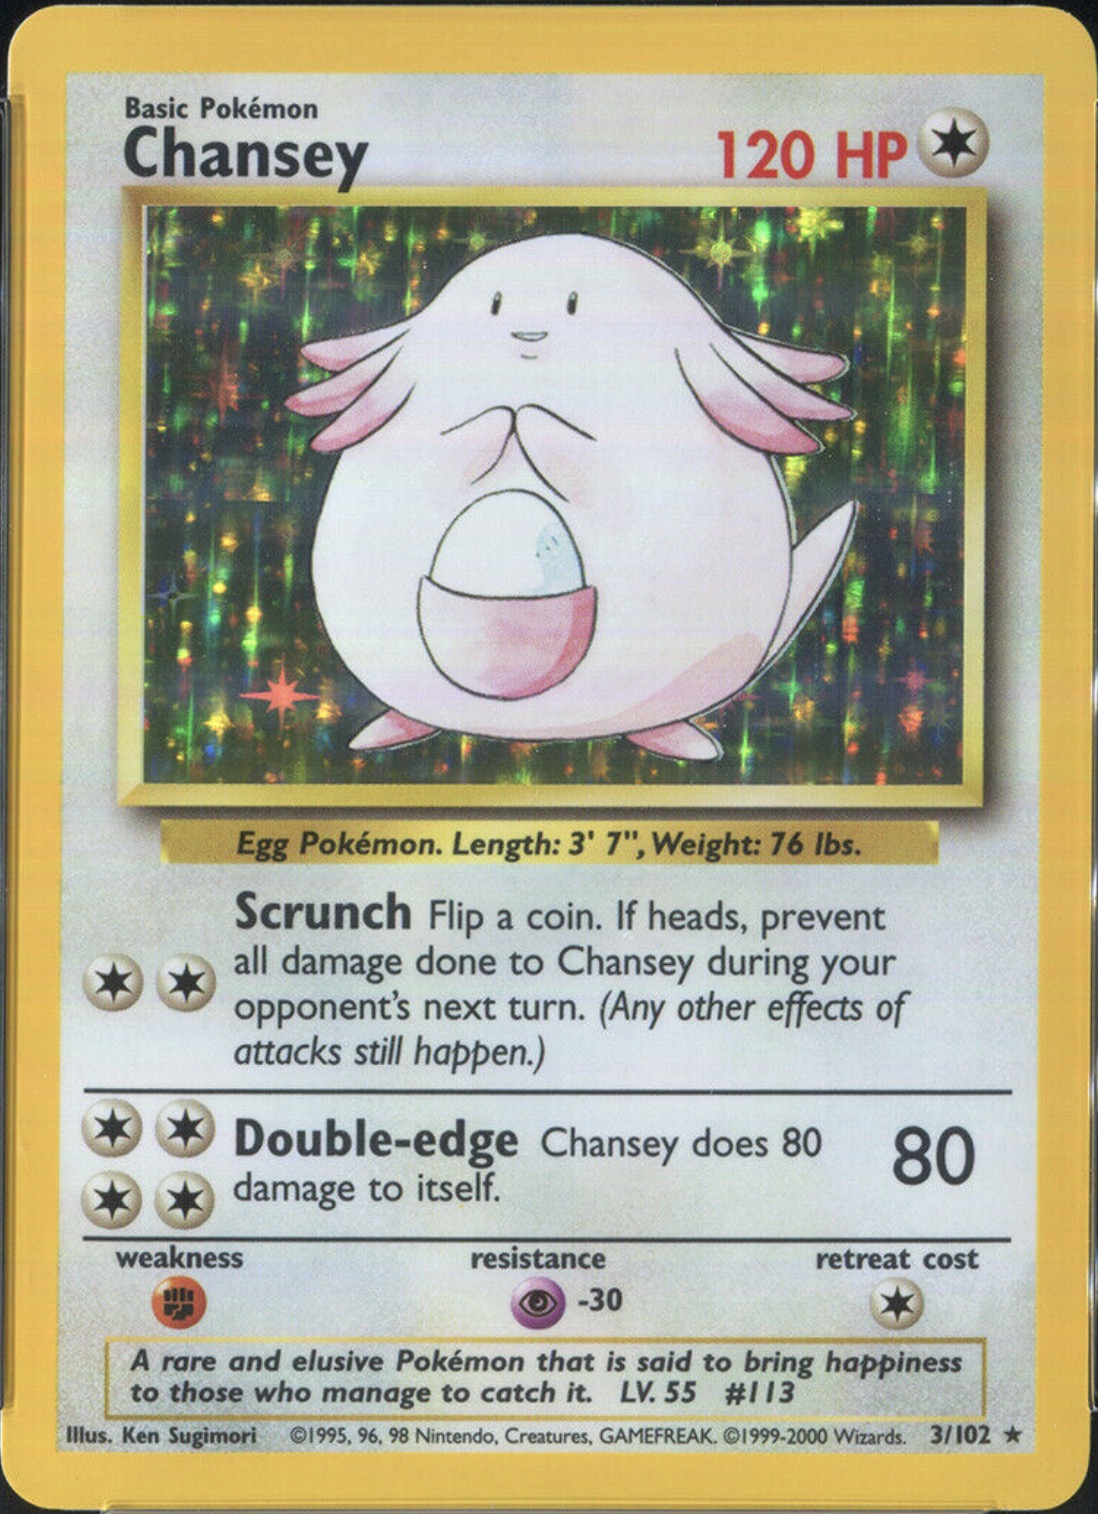 Basic Pokémon
Chansey
120 HP
Egg Pokémon. Length: 3' 7", Weight: 76 lbs.
Scrunch Flip a coin. If heads, prevent
all damage done to Chansey during your
opponent's next turn. (Any other effects of
attacks still happen.)
Double-edge Chansey does 80
damage to itself.
80
weakness resistance retreat cost
-30
A rare and elusive Pokémon that is said to bring happiness
to those who manage to catch it. LV. 55 #113
Illus. Ken Sugimori ©1995, 96, 98 Nintendo, Creatures, GAMEFREAK. ©1999-2000 Wizards. 3/102 ★